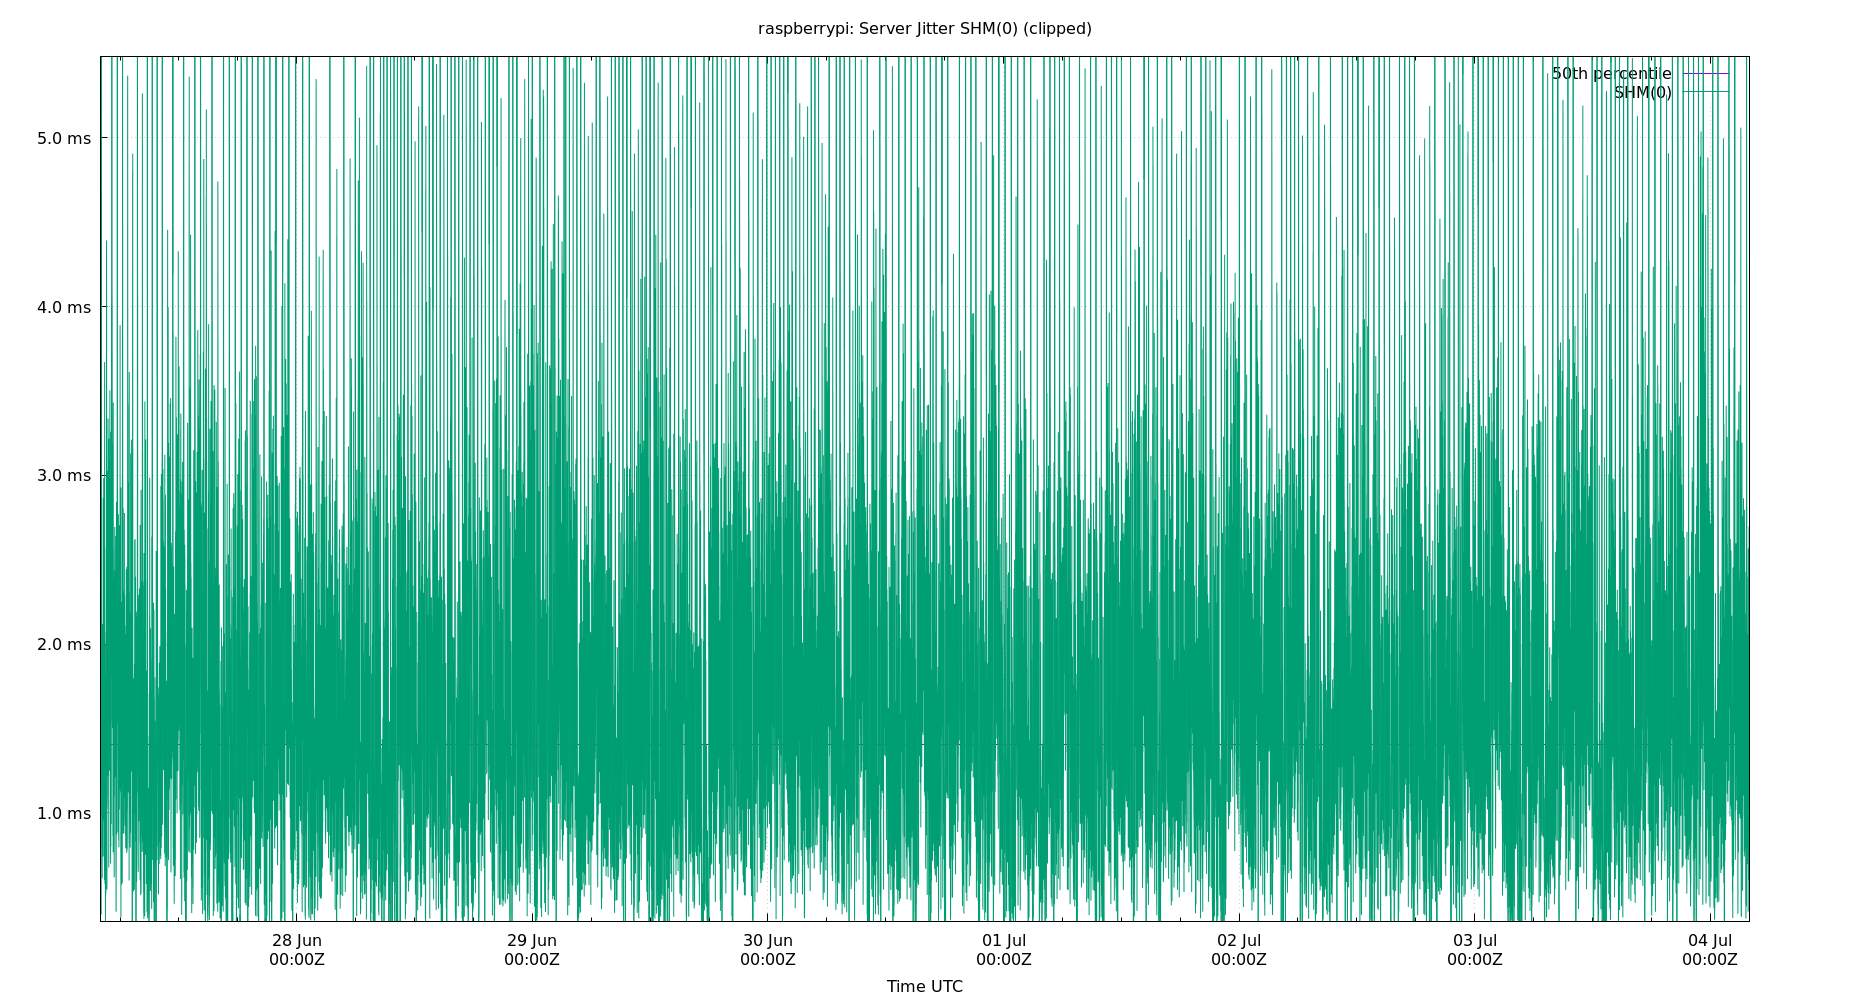 raspberrypi: Server Jitter SHM(0) (clipped)
50th percentile
SHM(0)
5.0 ms
4.0 ms
3.0 ms
2.0 ms
1.0 ms
28 Jun 29 Jun 30 Jun 01 Jul 02 Jul 03 Jul 04 Jul
00:00Z 00:00Z 00:00Z 00:00Z 00:00Z 00:00Z 00:00Z
Time UTC